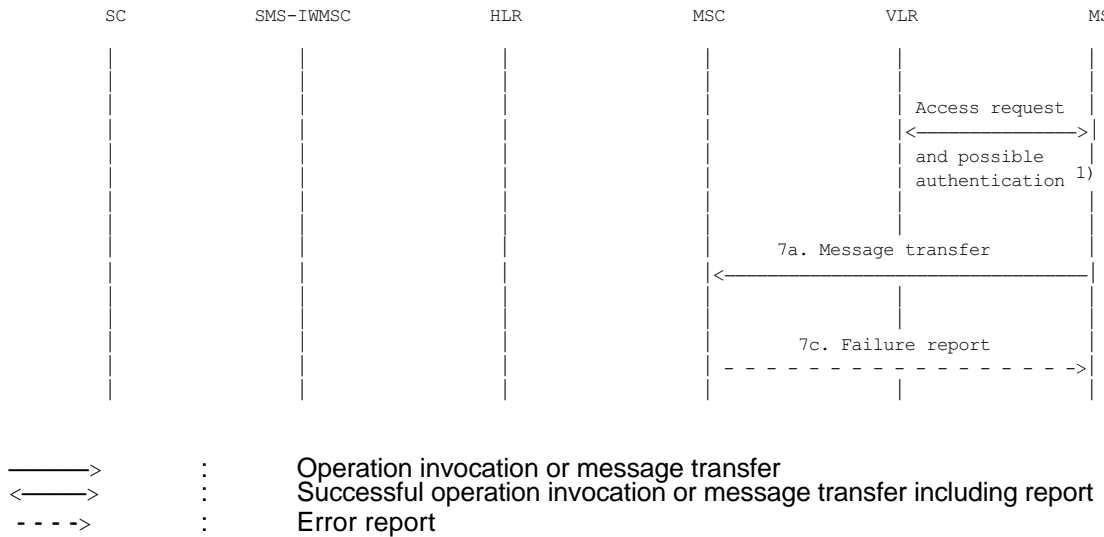 SC SMS-IWMSC HLR MSC VLR MS
Access request
and possible
authentication 1)
7a. Message transfer
7c. Failure report
: Operation invocation or message transfer
: Successful operation invocation or message transfer including report
: Error report